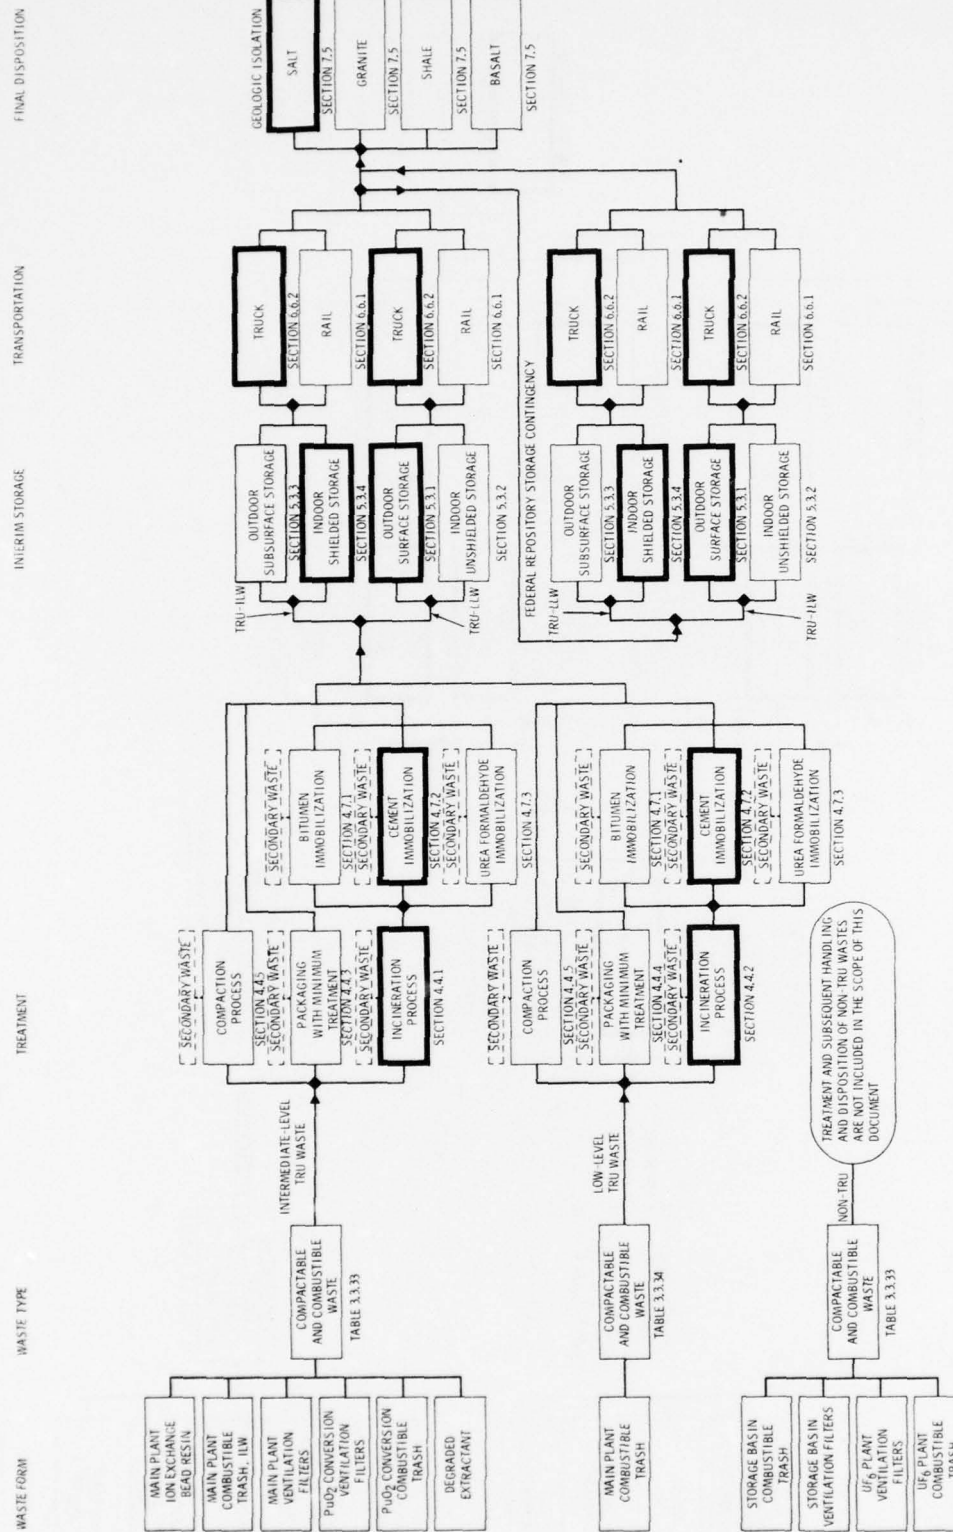 WASTE FORM
WASTE TYPE
TREATMENT
INTERIM STORAGE
TRANSPORTATION
FINAL DISPOSITION
MAIN PLANT
ION EXCHANGE
BEAD RESIN
MAIN PLANT
COMBUSTIBLE
TRASH, ILW
MAIN PLANT
VENTILATION
FILTERS
PuO2 CONVERSION
VENTILATION
FILTERS
PuO2 CONVERSION
COMBUSTIBLE
TRASH
DEGRADED
EXTRACTANT
MAIN PLANT
COMBUSTIBLE
TRASH
STORAGE BASIN
COMBUSTIBLE
TRASH
STORAGE BASIN
VENTILATION FILTERS
UF6 PLANT
VENTILATION
FILTERS
UF6 PLANT
COMBUSTIBLE
TRASH
COMPACTABLE
AND COMBUSTIBLE
WASTE
TABLE 3.3.33
COMPACTABLE
AND COMBUSTIBLE
WASTE
TABLE 3.3.34
COMPACTABLE
AND COMBUSTIBLE
WASTE
TABLE 3.3.33
INTERMEDIATE-LEVEL
TRU WASTE
LOW-LEVEL
TRU WASTE
NON-TRU
SECONDARY WASTE
COMPACTION
PROCESS
SECTION 4.4.5
SECONDARY WASTE
PACKAGING
WITH MINIMUM
TREATMENT
SECTION 4.4.3
SECONDARY WASTE
INCINERATION
PROCESS
SECTION 4.4.1
SECONDARY WASTE
COMPACTION
PROCESS
SECTION 4.4.5
SECONDARY WASTE
PACKAGING
WITH MINIMUM
TREATMENT
SECTION 4.4.4
SECONDARY WASTE
INCINERATION
PROCESS
SECTION 4.4.2
TREATMENT AND SUBSEQUENT HANDLING
AND DISPOSITION OF NON-TRU WASTES
ARE NOT INCLUDED IN THE SCOPE OF THIS
DOCUMENT
SECONDARY WASTE
BITUMEN
IMMOBILIZATION
SECTION 4.7.1
SECONDARY WASTE
CEMENT
IMMOBILIZATION
SECTION 4.7.2
SECONDARY WASTE
UREA FORMALDEHYDE
IMMOBILIZATION
SECTION 4.7.3
SECONDARY WASTE
BITUMEN
IMMOBILIZATION
SECTION 4.7.1
SECONDARY WASTE
CEMENT
IMMOBILIZATION
SECTION 4.7.2
SECONDARY WASTE
UREA FORMALDEHYDE
IMMOBILIZATION
SECTION 4.7.3
TRU-ILW
TRU-LLW
TRU-LLW
TRU-ILW
OUTDOOR
SUBSURFACE STORAGE
SECTION 5.3.3
INDOOR
SHIELDED STORAGE
SECTION 5.3.4
OUTDOOR
SURFACE STORAGE
SECTION 5.3.1
INDOOR
UNSHIELDED STORAGE
SECTION 5.3.2
FEDERAL REPOSITORY STORAGE CONTINGENCY
OUTDOOR
SUBSURFACE STORAGE
SECTION 5.3.3
INDOOR
SHIELDED STORAGE
SECTION 5.3.4
OUTDOOR
SURFACE STORAGE
SECTION 5.3.1
INDOOR
UNSHIELDED STORAGE
SECTION 5.3.2
TRUCK
SECTION 6.6.2
RAIL
SECTION 6.6.1
TRUCK
SECTION 6.6.2
RAIL
SECTION 6.6.1
TRUCK
SECTION 6.6.2
RAIL
SECTION 6.6.1
TRUCK
SECTION 6.6.2
RAIL
SECTION 6.6.1
GEOLOGIC ISOLATION
SALT
SECTION 7.5
GRANITE
SECTION 7.5
SHALE
SECTION 7.5
BASALT
SECTION 7.5